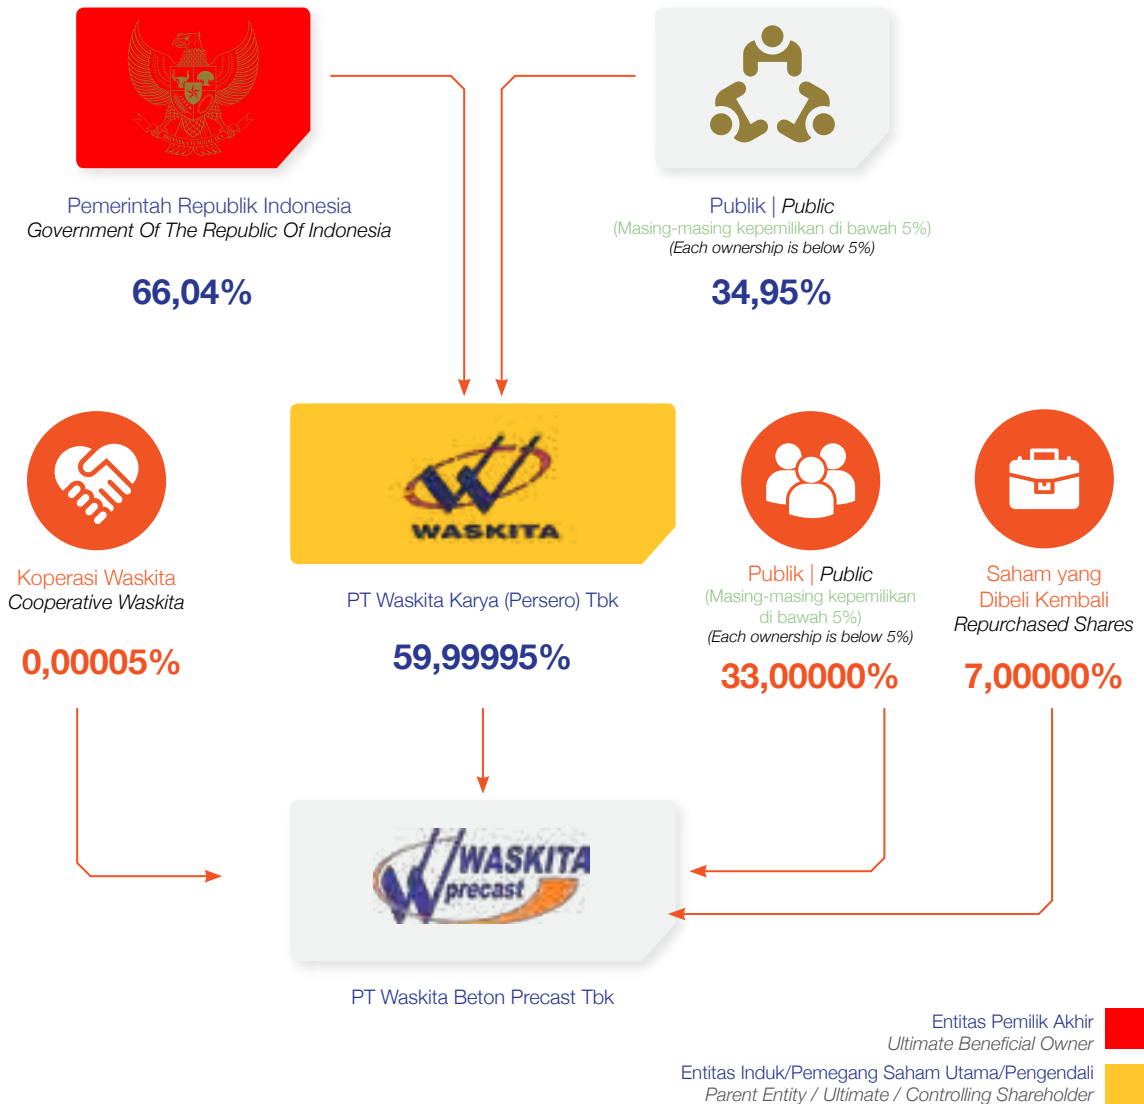 Pemerintah Republik Indonesia
Government Of The Republic Of Indonesia
66,04%
Publik | Public
(Masing-masing kepemilikan di bawah 5%)
(Each ownership is below 5%)
34,95%
Koperasi Waskita
Cooperative Waskita
0,00005%
WASKITA
PT Waskita Karya (Persero) Tbk
59,99995%
Publik | Public
(Masing-masing kepemilikan
di bawah 5%)
(Each ownership is below 5%)
33,00000%
Saham yang
Dibeli Kembali
Repurchased Shares
7,00000%
WASKITA
precast
PT Waskita Beton Precast Tbk
Entitas Pemilik Akhir
Ultimate Beneficial Owner
Entitas Induk/Pemegang Saham Utama/Pengendali
Parent Entity / Ultimate / Controlling Shareholder